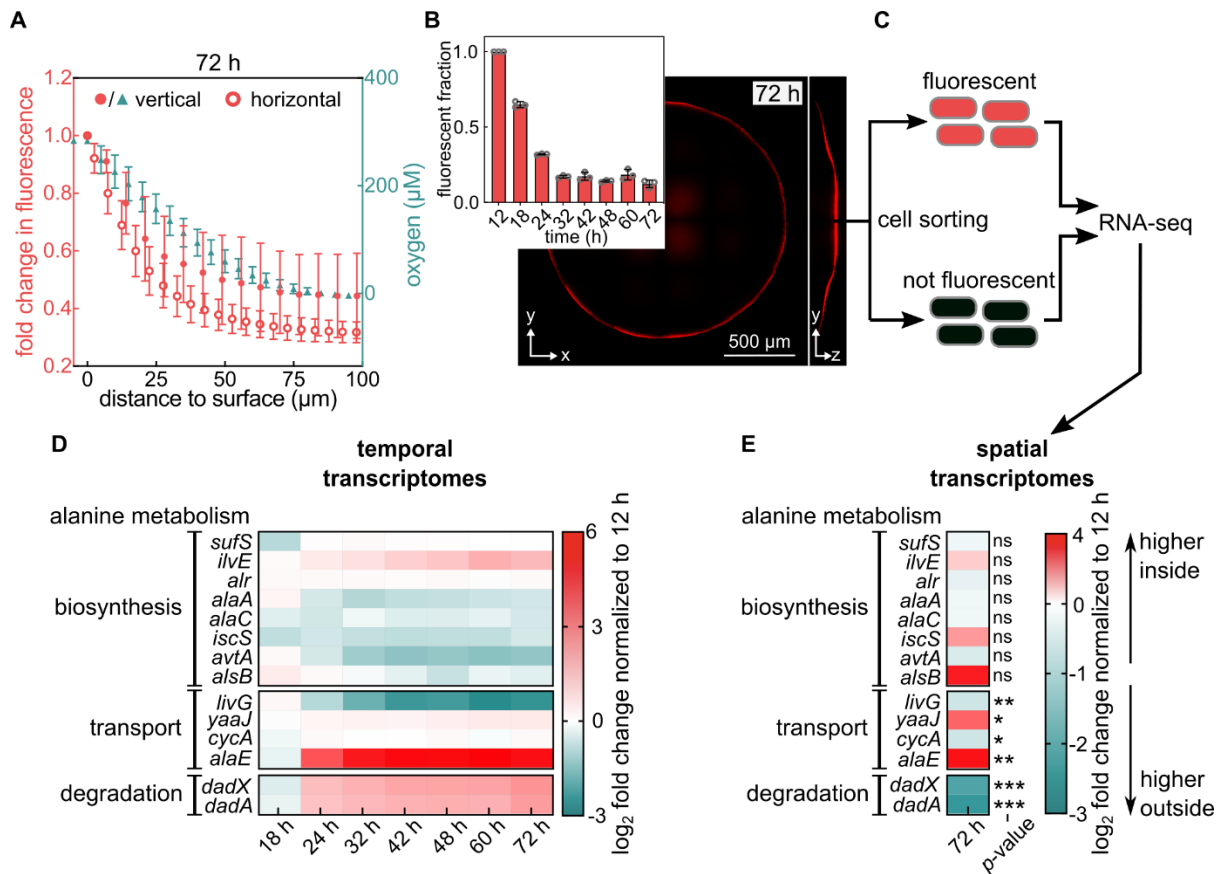 A
72 h
fold change in fluorescence
1.2
1.0
0.8
0.6
0.4
0.2
●/▲ vertical
horizontal
400
200
0
oxygen (µM)
0
25
50
75
100
distance to surface (µm)
B
fluorescent fraction
1.0
0.5
0.0
12
18
24
32
42
48
60
72
time (h)
72 h
y
x
500 µm
y
z
C
fluorescent
cell sorting
not fluorescent
RNA-seq
D
temporal
transcriptomes
alanine metabolism
biosynthesis
sufS
ilvE
alr
alaA
alaC
iscS
avtA
alsB
transport
livG
yaaJ
cycA
alaE
degradation
dadX
dadA
18 h
24 h
32 h
42 h
48 h
60 h
72 h
6
3
0
-3
log2 fold change normalized to 12 h
E
spatial
transcriptomes
alanine metabolism
biosynthesis
sufS ns
ilvE ns
alr ns
alaA ns
alaC ns
iscS ns
avtA ns
alsB ns
transport
livG **
yaaJ *
cycA *
alaE **
degradation
dadX ***
dadA ***
72 h
p-value
4
2
0
-1
-2
-3
log2 fold change normalized to 12 h
higher
inside
higher
outside